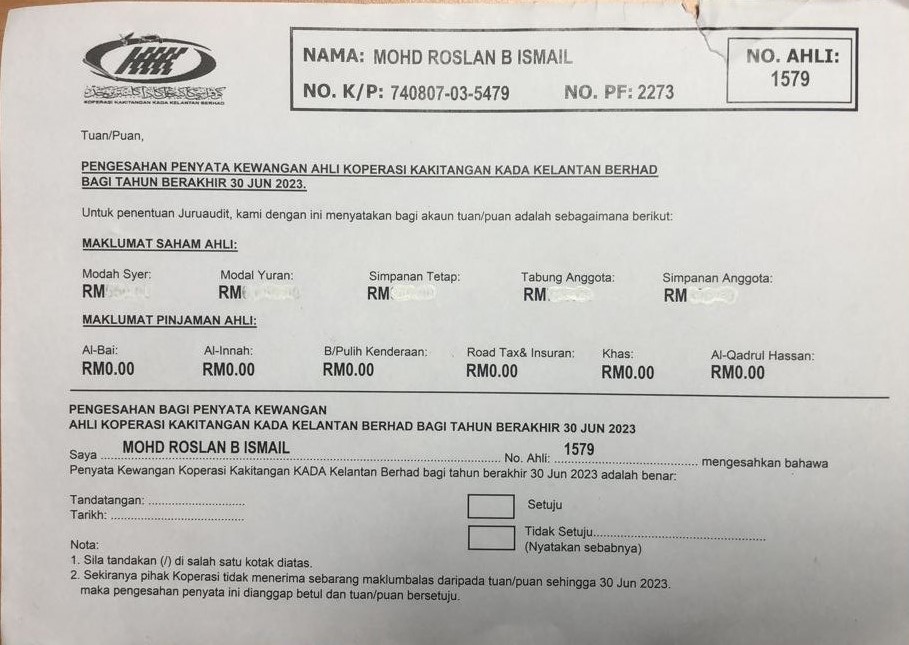 KOPERASI KAKITANGAN KADA KELANTAN BERHAD
NAMA: MOHD ROSLAN B ISMAIL
NO. K/P: 740807-03-5479 NO. PF: 2273
NO. AHLI:
1579
Tuan/Puan,
PENGESAHAN PENYATA KEWANGAN AHLI KOPERASI KAKITANGAN KADA KELANTAN BERHAD
BAGI TAHUN BERAKHIR 30 JUN 2023.
Untuk penentuan Juruaudit, kami dengan ini menyatakan bagi akaun tuan/puan adalah sebagaimana berikut:
MAKLUMAT SAHAM AHLI:
Modah Syer: Modal Yuran: Simpanan Tetap: Tabung Anggota: Simpanan Anggota:
RM RM RM RM RM
MAKLUMAT PINJAMAN AHLI:
Al-Bai: Al-Innah: B/Pulih Kenderaan: Road Tax& Insuran: Khas: Al-Qadrul Hassan:
RM0.00 RM0.00 RM0.00 RM0.00 RM0.00 RM0.00
PENGESAHAN BAGI PENYATA KEWANGAN
AHLI KOPERASI KAKITANGAN KADA KELANTAN BERHAD BAGI TAHUN BERAKHIR 30 JUN 2023
Saya MOHD ROSLAN B ISMAIL No. Ahli: 1579 mengesahkan bahawa
Penyata Kewangan Koperasi Kakitangan KADA Kelantan Berhad bagi tahun berakhir 30 Jun 2023 adalah benar:
Tandatangan: ........................
Tarikh: ........................
Setuju
Tidak Setuju........................
(Nyatakan sebabnya)
Nota:
1. Sila tandakan (/) di salah satu kotak diatas.
2. Sekiranya pihak Koperasi tidak menerima sebarang maklumbalas daripada tuan/puan sehingga 30 Jun 2023.
maka pengesahan penyata ini dianggap betul dan tuan/puan bersetuju.